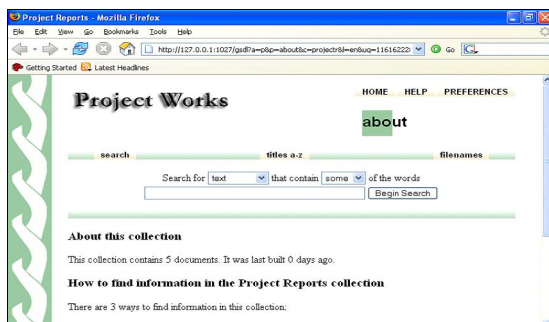 Project Reports - Mozilla Firefox
File Edit View Go Bookmarks Tools Help
http://127.0.0.1:1027/gsdl?a=p&p=about&c=projectr&l=en&uq=11616222 Go
Getting Started Latest Headlines
Project Works
HOME HELP PREFERENCES
about
search titles a-z filenames
Search for text that contain some of the words
Begin Search
About this collection
This collection contains 5 documents. It was last built 0 days ago.
How to find information in the Project Reports collection
There are 3 ways to find information in this collection: